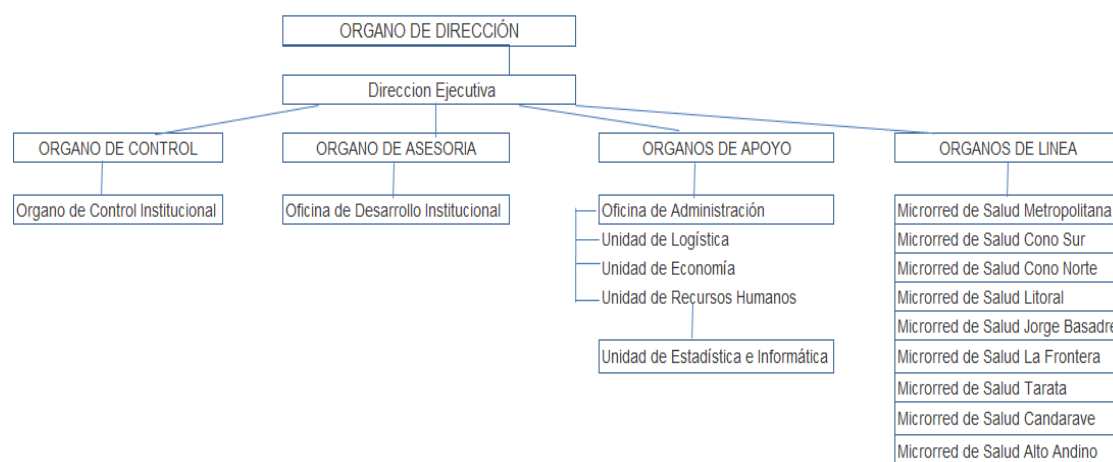 ORGANO DE DIRECCIÓN
Direccion Ejecutiva
ORGANO DE CONTROL
ORGANO DE ASESORIA
ORGANOS DE APOYO
ORGANOS DE LINEA
Organo de Control Institucional
Oficina de Desarrollo Institucional
Oficina de Administración
Unidad de Logística
Unidad de Economía
Unidad de Recursos Humanos
Unidad de Estadística e Informática
Microrred de Salud Metropolitana
Microrred de Salud Cono Sur
Microrred de Salud Cono Norte
Microrred de Salud Litoral
Microrred de Salud Jorge Basadre
Microrred de Salud La Frontera
Microrred de Salud Tarata
Microrred de Salud Candarave
Microrred de Salud Alto Andino